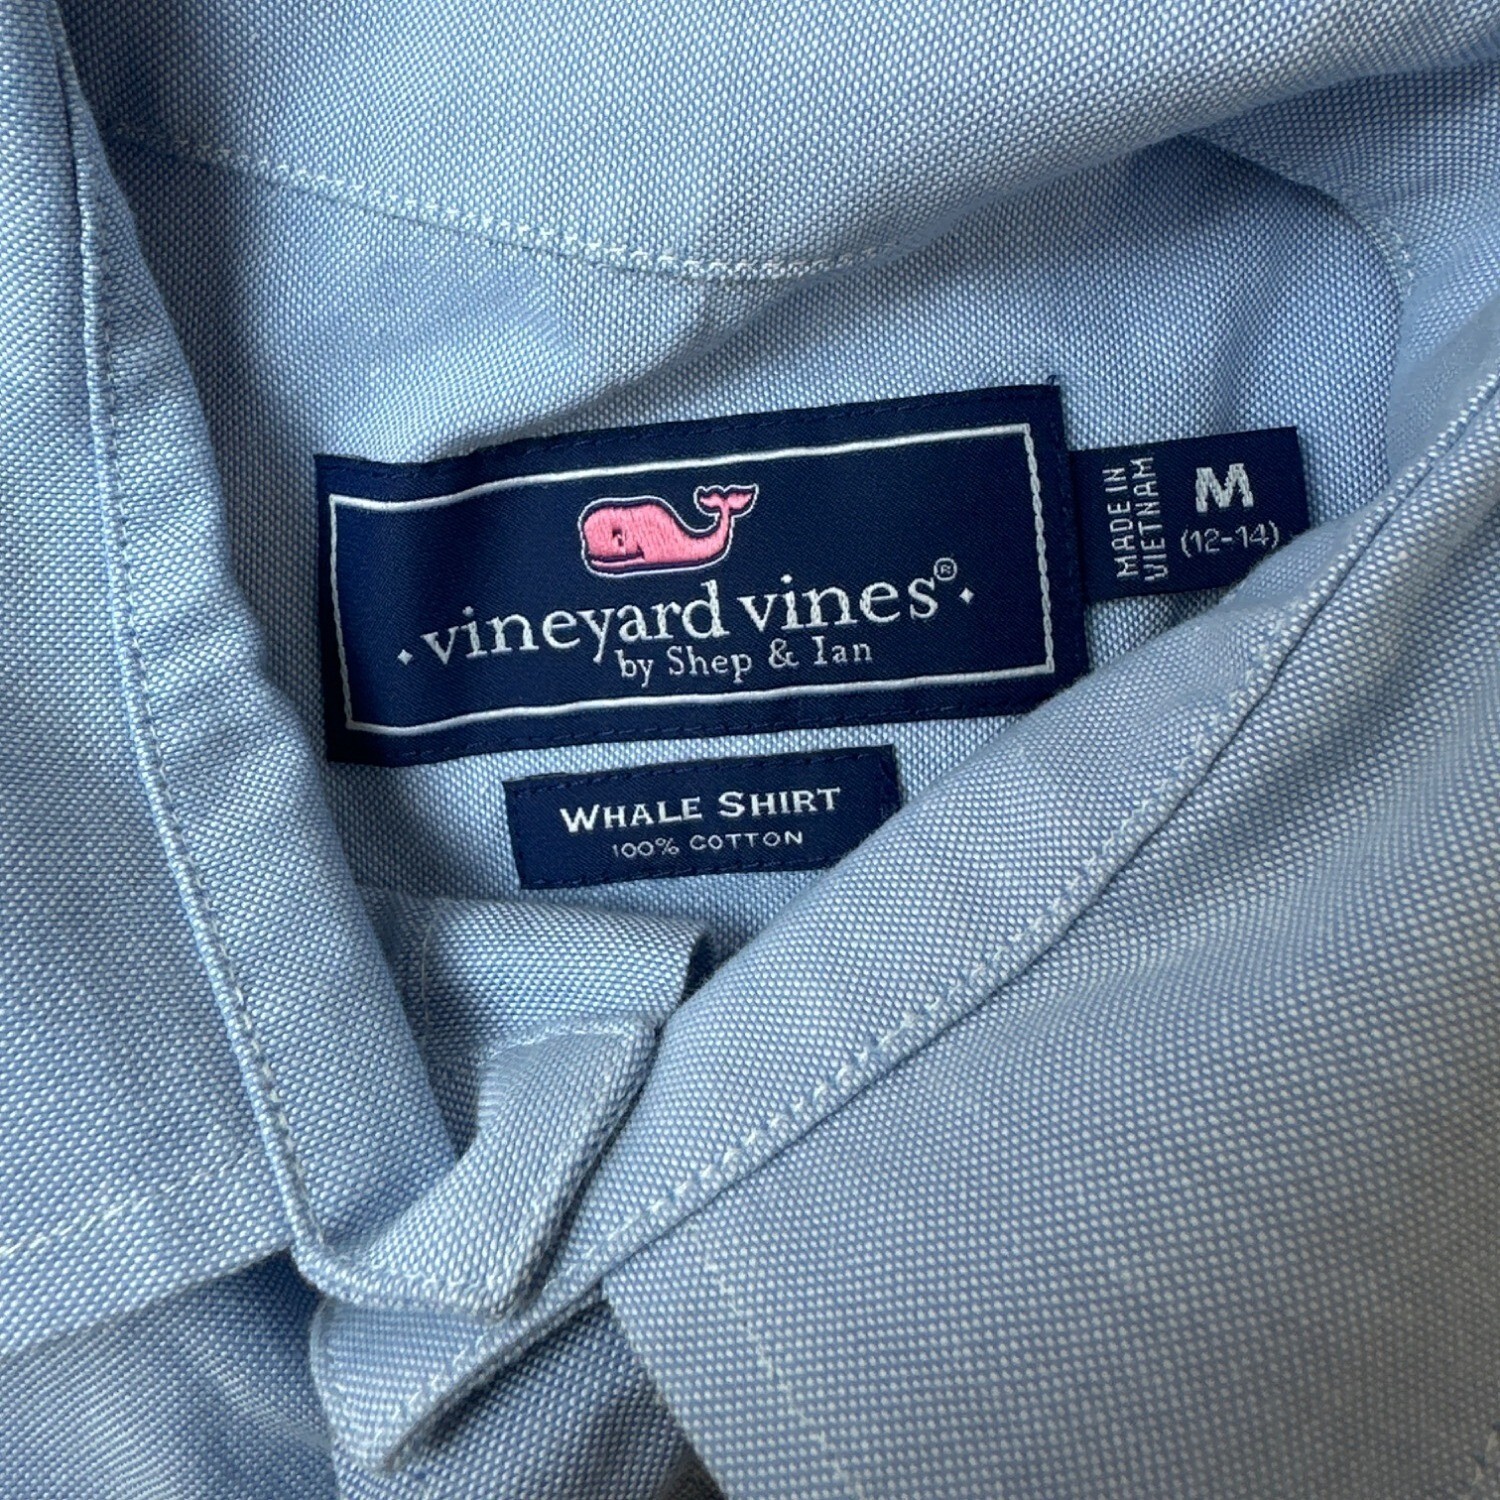 ·vineyard vines®·
by Shep & Ian
MADE IN
VIETNAM
M
(12-14)
WHALE SHIRT
100% COTTON